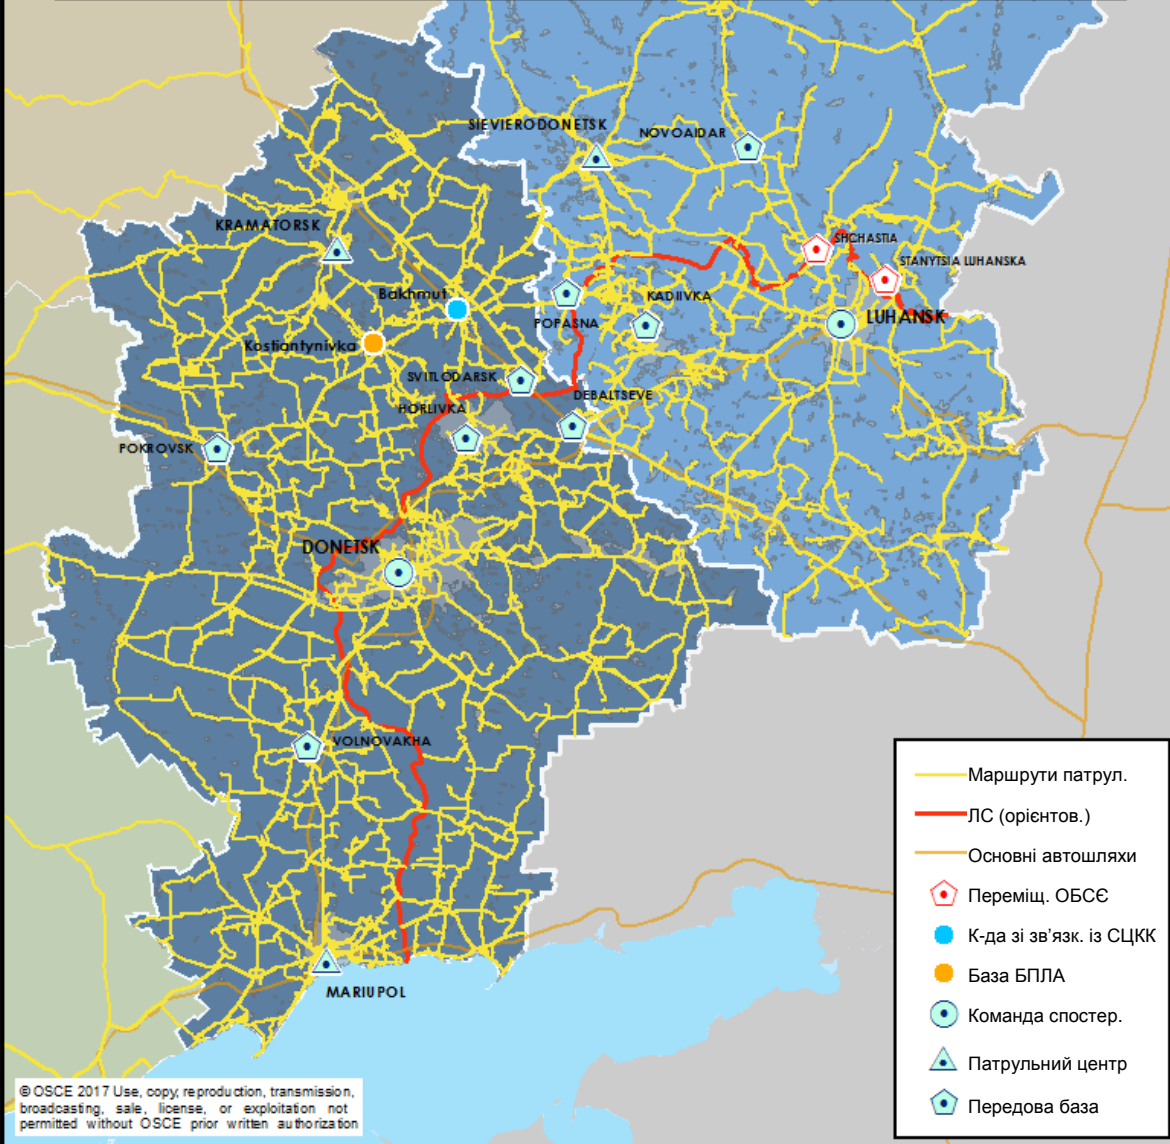 SIEVIERODONETSK
NOVOAIDAR
KRAMATORSK
SHCHASTIA
STANYTSIA LUHANSKA
Bakhmut
KADIIVKA
LUHANSK
POPASNA
Kostiantynivka
SVITLODARSK
DEBALTSEVE
HORLIVKA
POKROVSK
DONETSK
VOLNOVAKHA
MARIUPOL
Маршрути патрул.
ЛС (орієнтов.)
Основні автошляхи
Переміщ. ОБСЄ
К-да зі зв’язк. із СЦКК
База БПЛА
Команда спостер.
Патрульний центр
Передова база
© OSCE 2017 Use, copy, reproduction, transmission,
broadcasting, sale, license, or exploitation not
permitted without OSCE prior written authorization